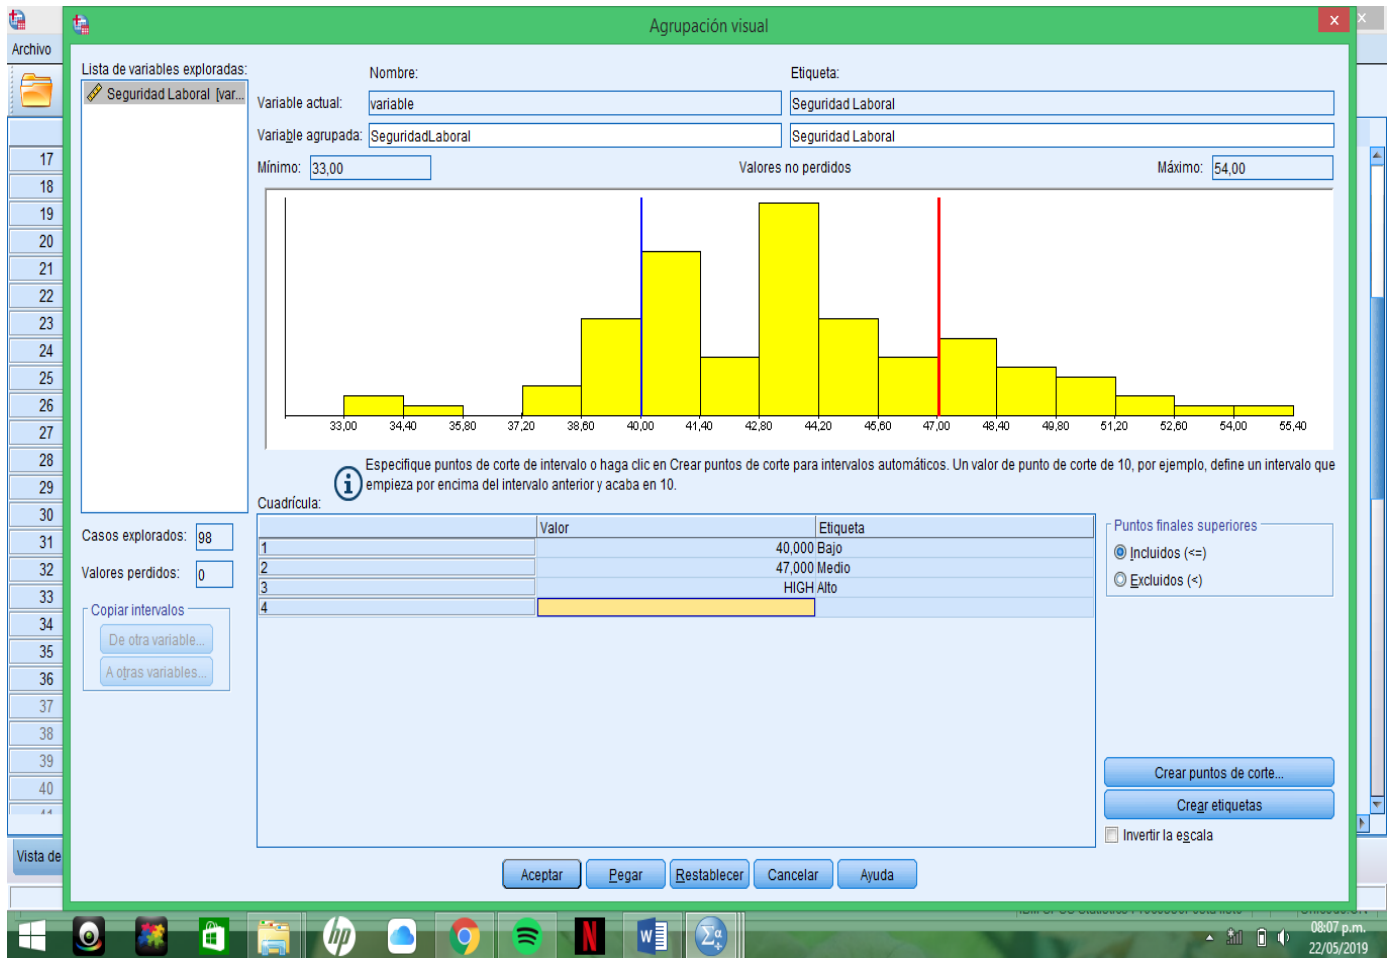 Agrupación visual
Archivo
Lista de variables exploradas:
Seguridad Laboral [var...
Nombre:
Etiqueta:
Variable actual:
variable
Seguridad Laboral
Variable agrupada:
SeguridadLaboral
Seguridad Laboral
Mínimo:
33,00
Valores no perdidos
Máximo:
54,00
17
18
19
20
21
22
23
24
25
26
27
28
29
30
31
32
33
34
35
36
37
38
39
40
33,00 34,40 35,80 37,20 38,60 40,00 41,40 42,80 44,20 45,60 47,00 48,40 49,80 51,20 52,60 54,00 55,40
Especifique puntos de corte de intervalo o haga clic en Crear puntos de corte para intervalos automáticos. Un valor de punto de corte de 10, por ejemplo, define un intervalo que
empieza por encima del intervalo anterior y acaba en 10.
Cuadrícula:
Valor Etiqueta
1 40,000 Bajo
2 47,000 Medio
3 HIGH Alto
4
Casos explorados: 98
Valores perdidos: 0
Copiar intervalos
De otra variable...
A otras variables...
Puntos finales superiores
Incluidos (<=)
Excluidos (<)
Crear puntos de corte...
Crear etiquetas
Invertir la escala
Vista de
Aceptar
Pegar
Restablecer
Cancelar
Ayuda
hp
N
W
08:07 p.m.
22/05/2019